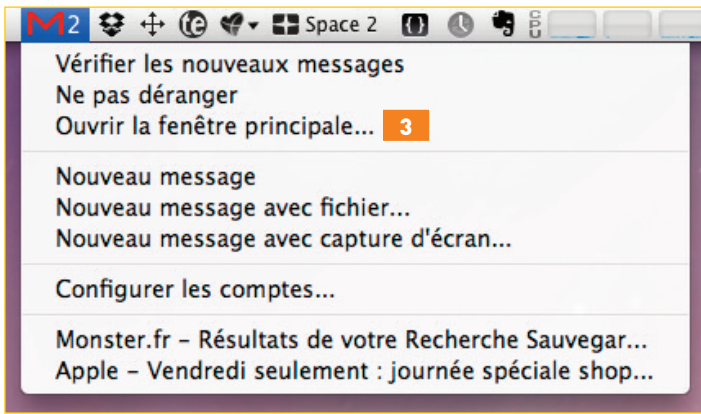 M 2 te Space 2 {} CPU
Vérifier les nouveaux messages
Ne pas déranger
Ouvrir la fenêtre principale... 3
Nouveau message
Nouveau message avec fichier...
Nouveau message avec capture d'écran...
Configurer les comptes...
Monster.fr – Résultats de votre Recherche Sauvegar...
Apple – Vendredi seulement : journée spéciale shop...